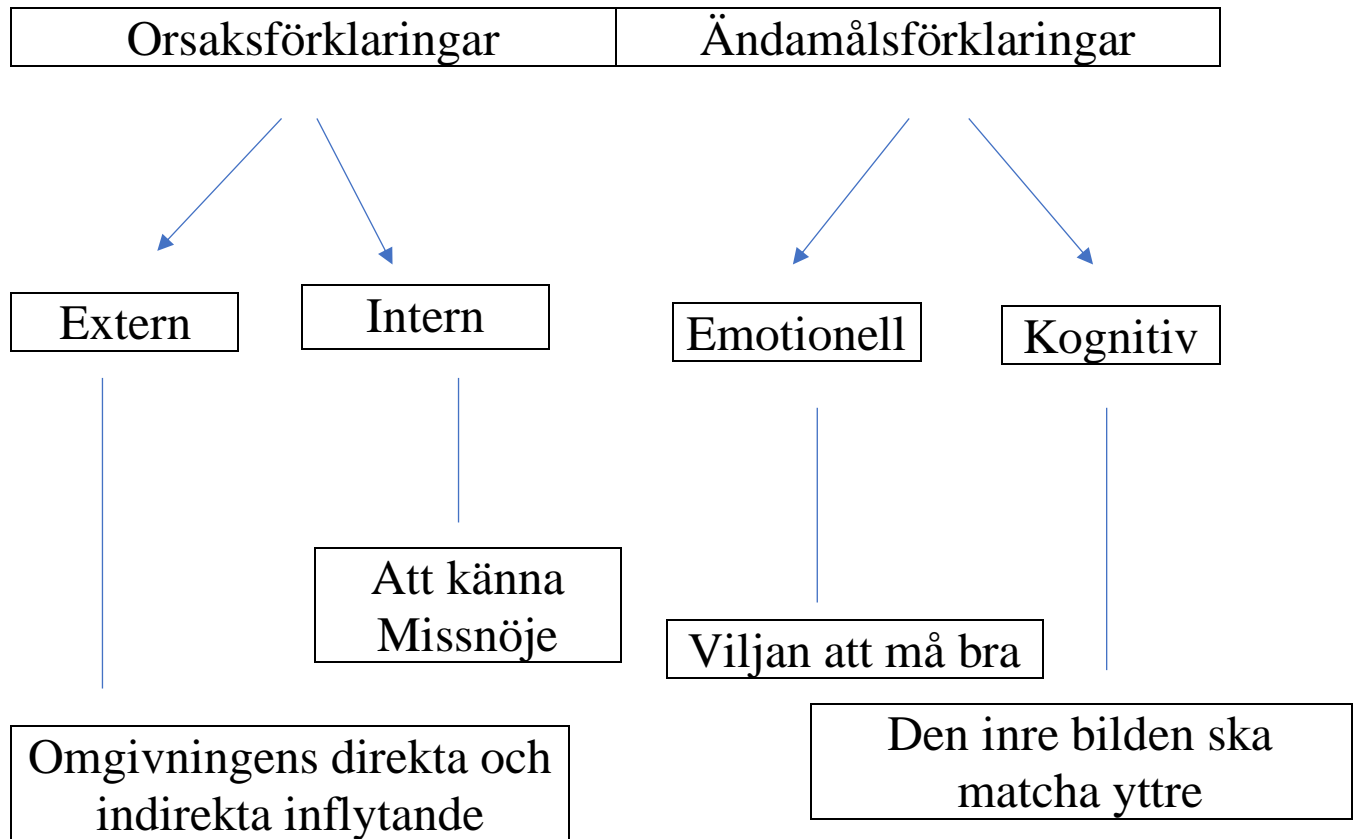 Orsaksförklaringar
Ändamålsförklaringar
Extern
Intern
Emotionell
Kognitiv
Att känna
Missnöje
Viljan att må bra
Omgivningens direkta och
indirekta inflytande
Den inre bilden ska
matcha yttre